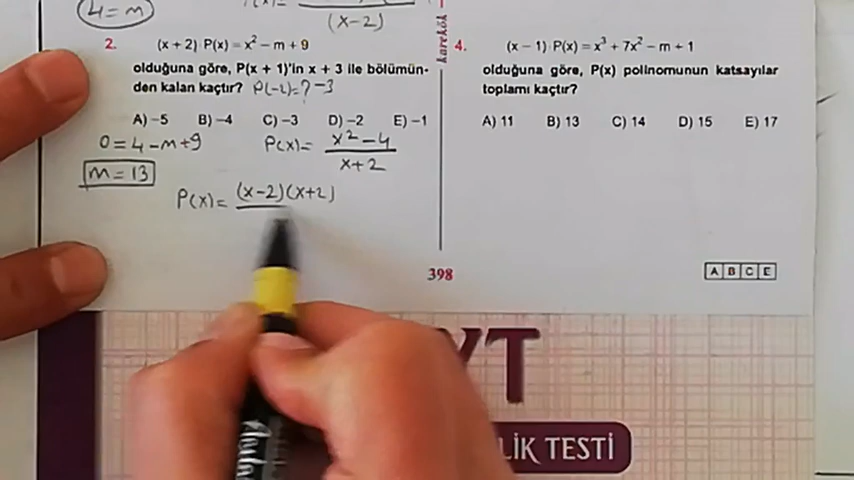 4=m
(x-2)
karekök
2. (x + 2) P(x) = x² – m + 9
olduğuna göre, P(x + 1)'in x + 3 ile bölümün-
den kalan kaçtır? P(-2)=? -3
A) –5 B) –4 C) –3 D) –2 E) –1
0=4-m+9
m=13
P(x)= x²-4
x+2
P(x)= (x-2)(x+2)
4. (x – 1) P(x) = x³ + 7x² – m + 1
olduğuna göre, P(x) polinomunun katsayılar
toplamı kaçtır?
A) 11 B) 13 C) 14 D) 15 E) 17
398
A B C E
YT
LİK TESTİ